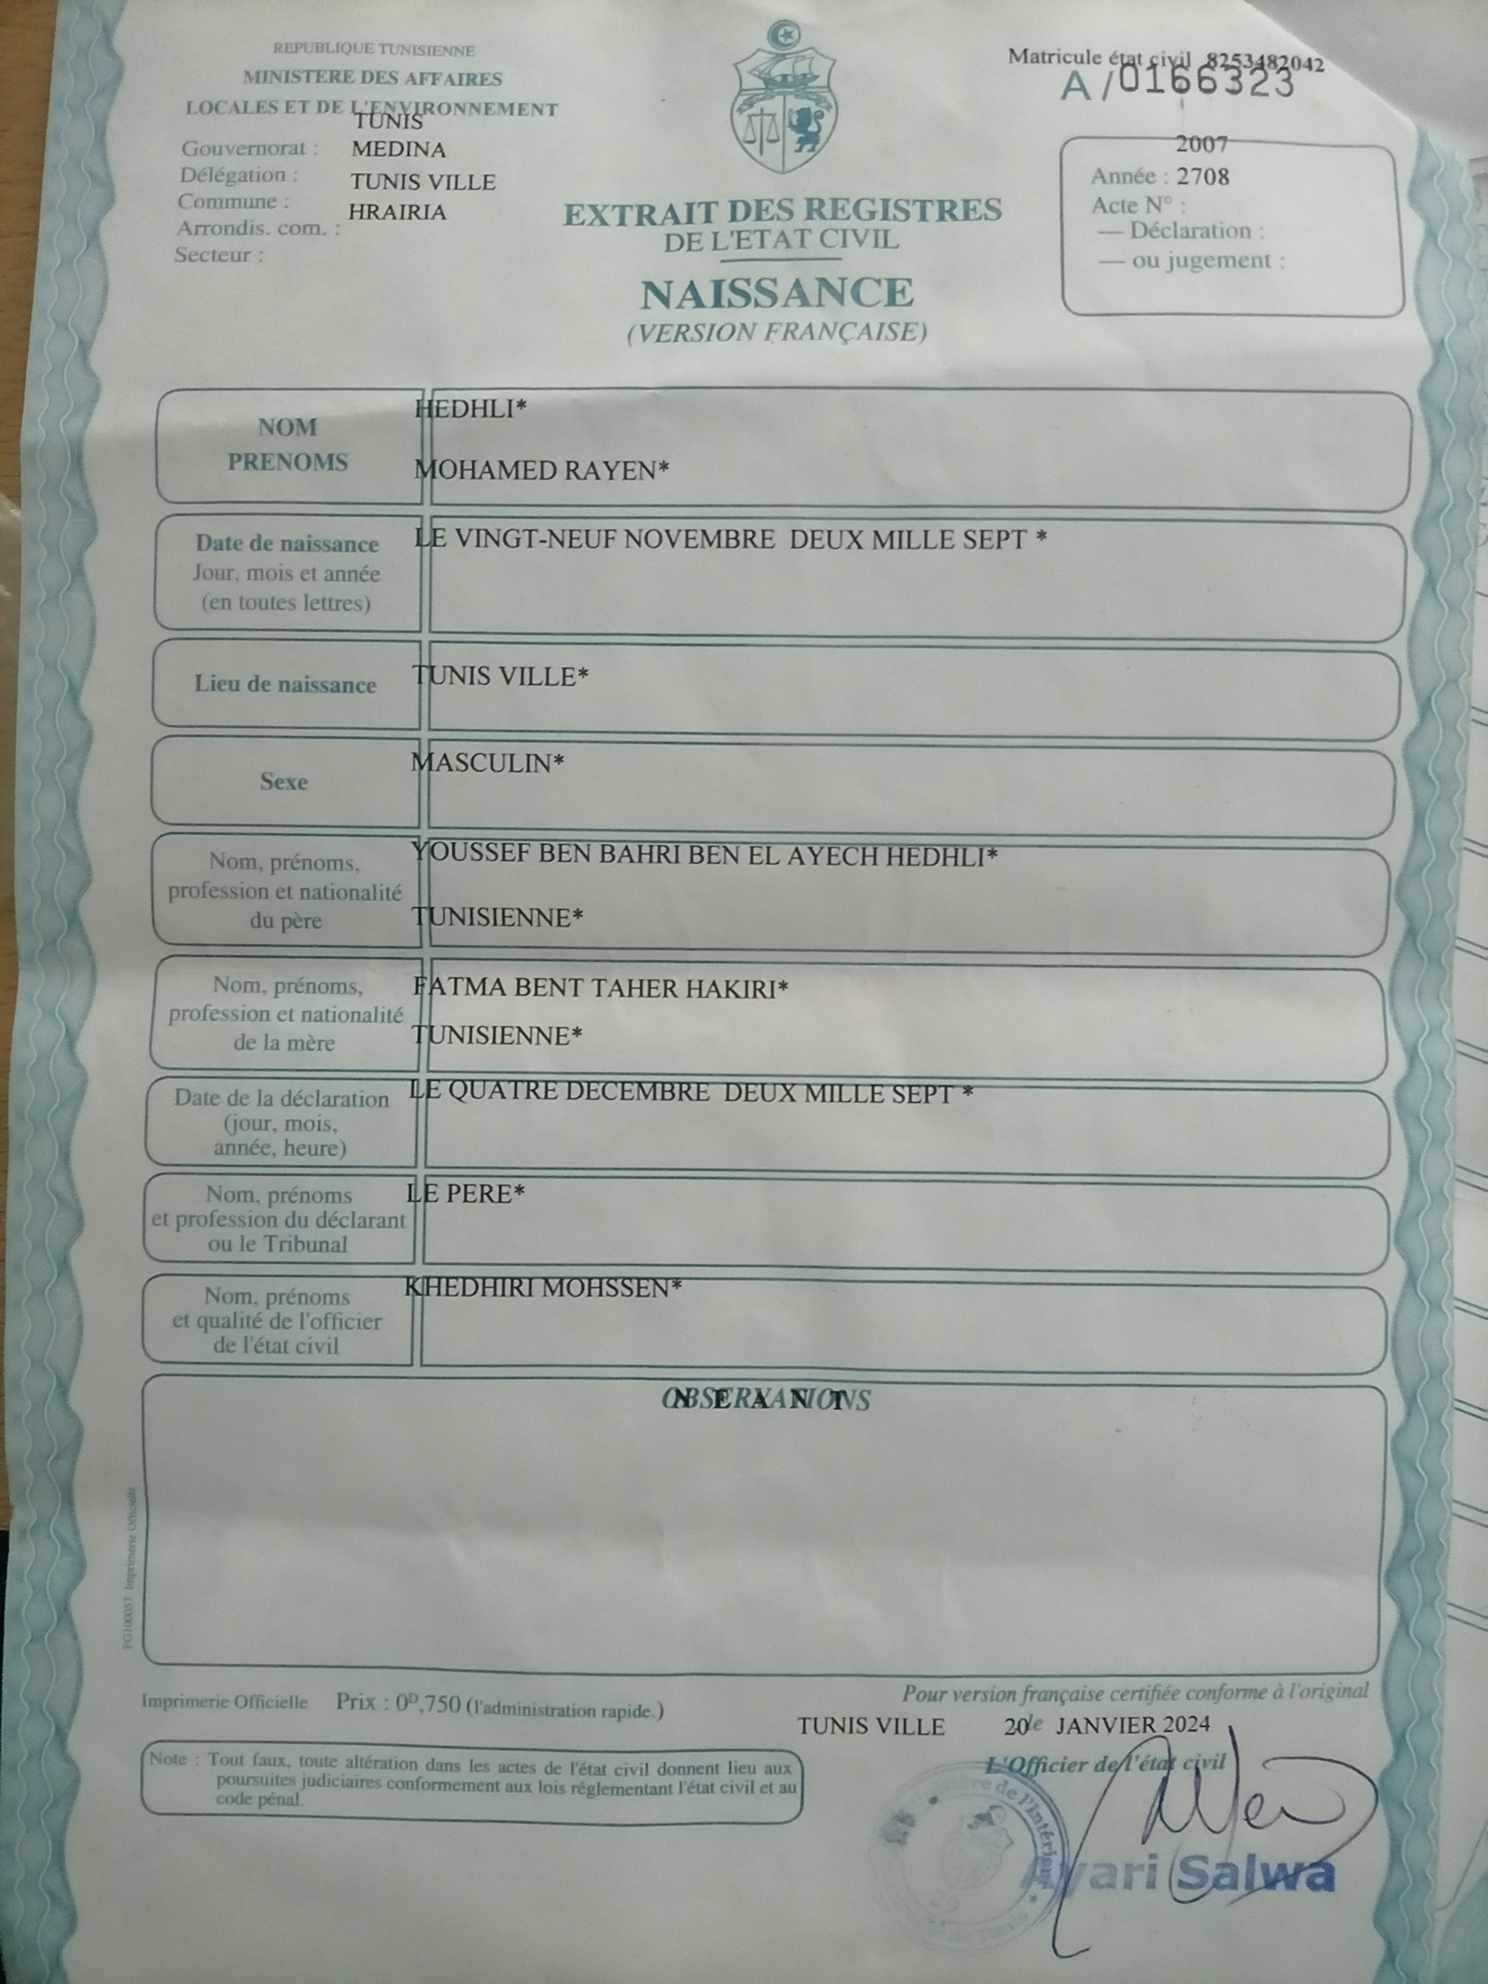 REPUBLIQUE TUNISIENNE
MINISTERE DES AFFAIRES
LOCALES ET DE L'ENVIRONNEMENT
TUNIS
Gouvernorat : MEDINA
Délégation : TUNIS VILLE
Commune : HRAIRIA
Arrondis. com. :
Secteur :
EXTRAIT DES REGISTRES
DE L'ETAT CIVIL
NAISSANCE
(VERSION FRANÇAISE)
Matricule état civil 8253482042
A/0166323
2007
Année : 2708
Acte N° :
— Déclaration :
— ou jugement :
NOM HEDHLI*
PRENOMS MOHAMED RAYEN*
Date de naissance LE VINGT-NEUF NOVEMBRE DEUX MILLE SEPT *
Jour, mois et année
(en toutes lettres)
Lieu de naissance TUNIS VILLE*
Sexe MASCULIN*
Nom, prénoms, YOUSSEF BEN BAHRI BEN EL AYECH HEDHLI*
profession et nationalité
du père TUNISIENNE*
Nom, prénoms, FATMA BENT TAHER HAKIRI*
profession et nationalité
de la mère TUNISIENNE*
Date de la déclaration LE QUATRE DECEMBRE DEUX MILLE SEPT *
(jour, mois,
année, heure)
Nom, prénoms LE PERE*
et profession du déclarant
ou le Tribunal
Nom, prénoms KHEDHIRI MOHSSEN*
et qualité de l'officier
de l'état civil
OBSERVATIONS
N E A N T
FG100057 Imprimerie Officielle
Imprimerie Officielle Prix : 0ᴰ,750 (l'administration rapide.)
Pour version française certifiée conforme à l'original
TUNIS VILLE 20 le JANVIER 2024
L'Officier de l'état civil
Note : Tout faux, toute altération dans les actes de l'état civil donnent lieu aux
poursuites judiciaires conformement aux lois réglementant l'état civil et au
code pénal.
de l'Intérieur
Ayari Salwa